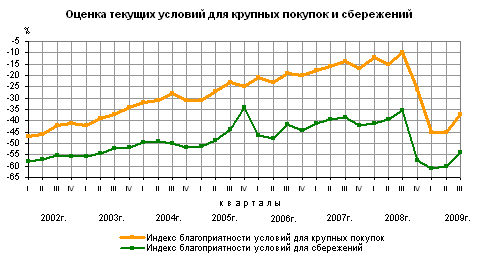 Оценка текущих условий для крупных покупок и сбережений
%
-5
-10
-15
-20
-25
-30
-35
-40
-45
-50
-55
-60
-65
I II III IV I II III IV I II III IV I II III IV I II III IV I II III IV I II III IV I II III
2002г. 2003г. 2004г. 2005г. 2006г. 2007г. 2008г. 2009г.
кварталы
Индекс благоприятности условий для крупных покупок
Индекс благоприятности условий для сбережений